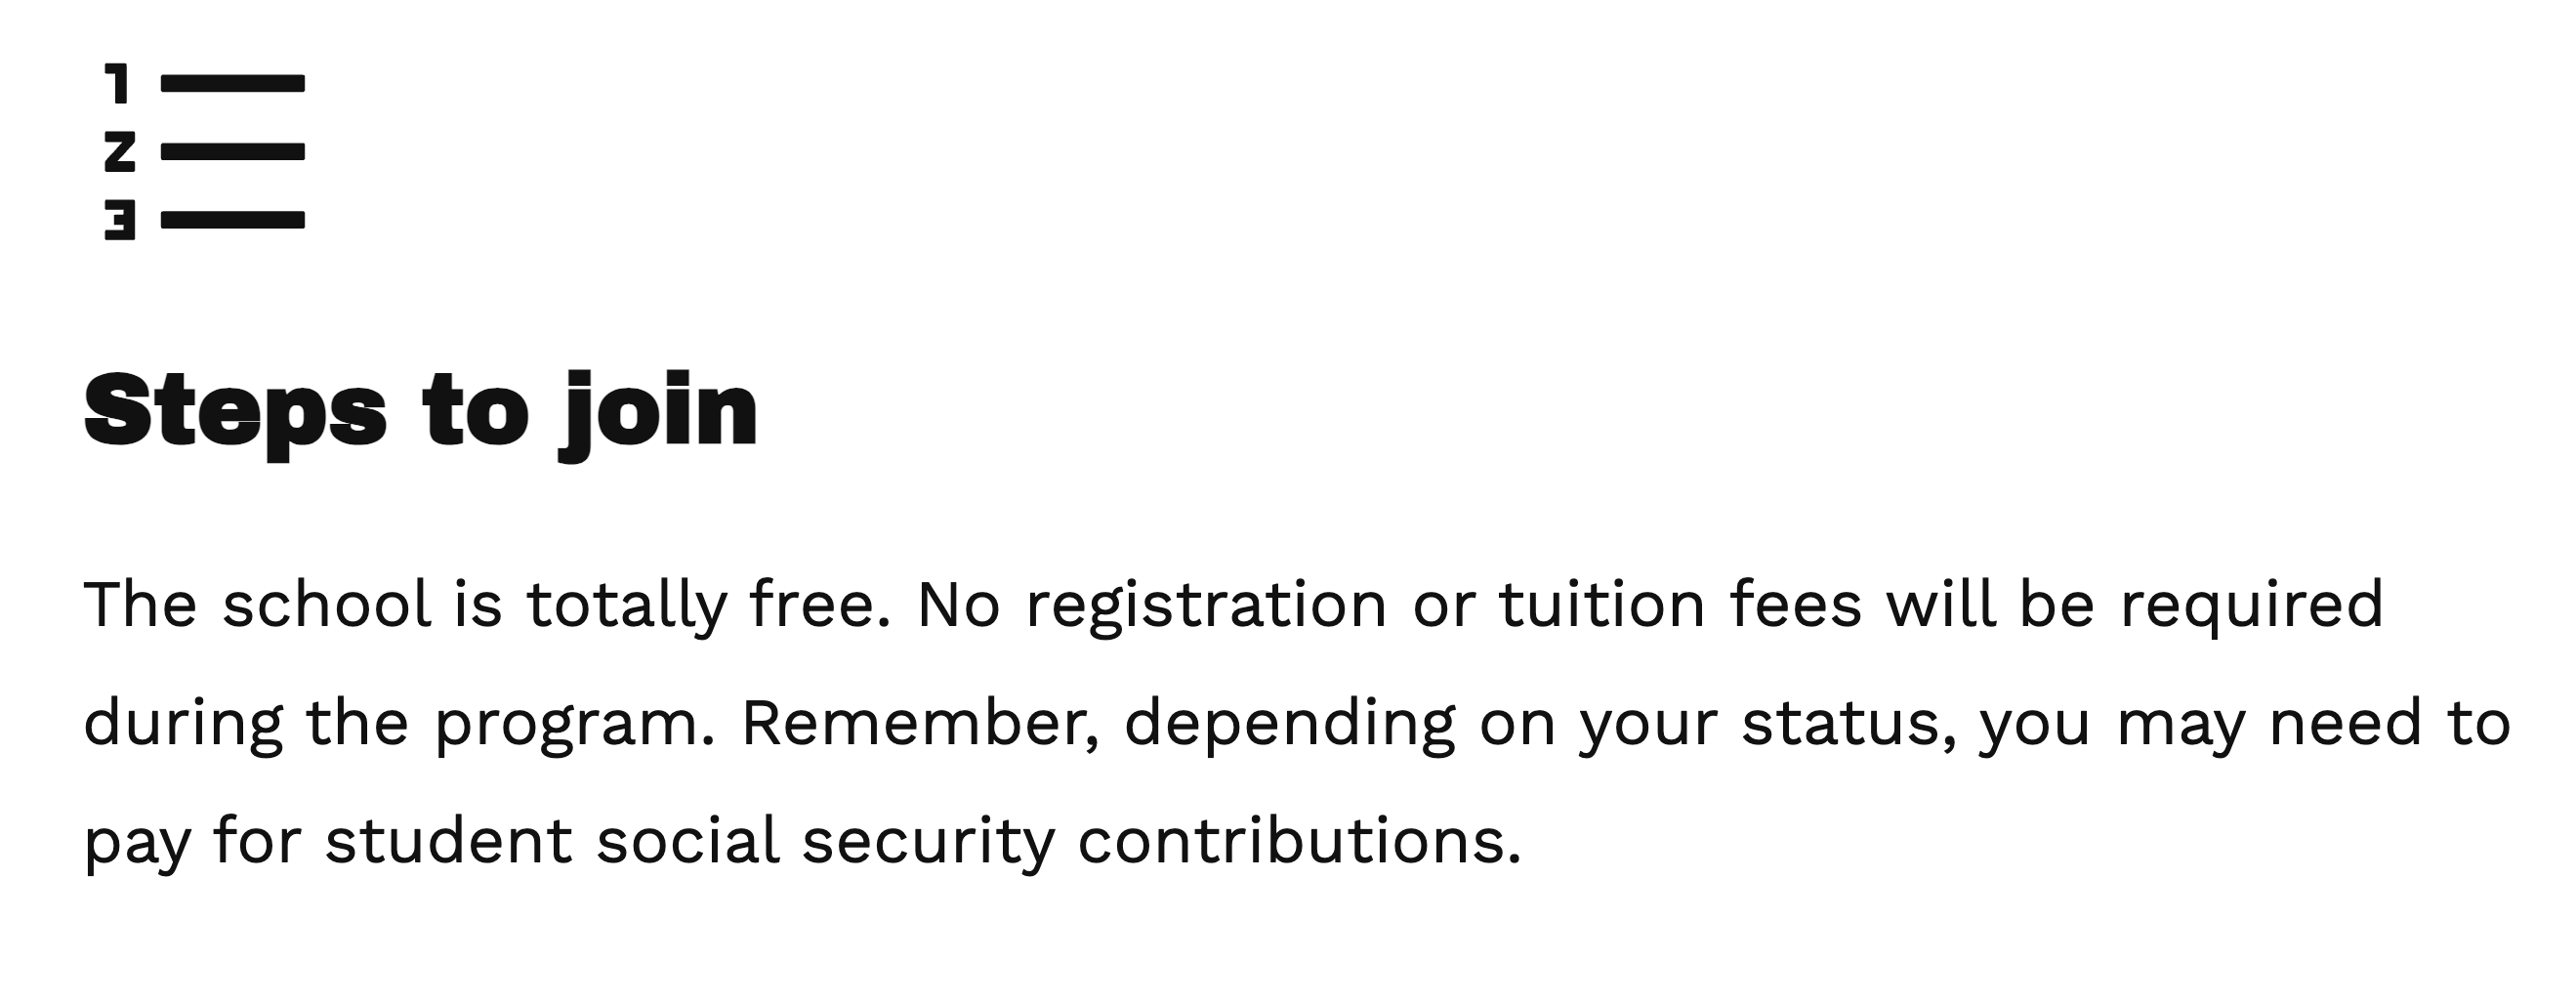 1
2
3
Steps to join
The school is totally free. No registration or tuition fees will be required
during the program. Remember, depending on your status, you may need to
pay for student social security contributions.